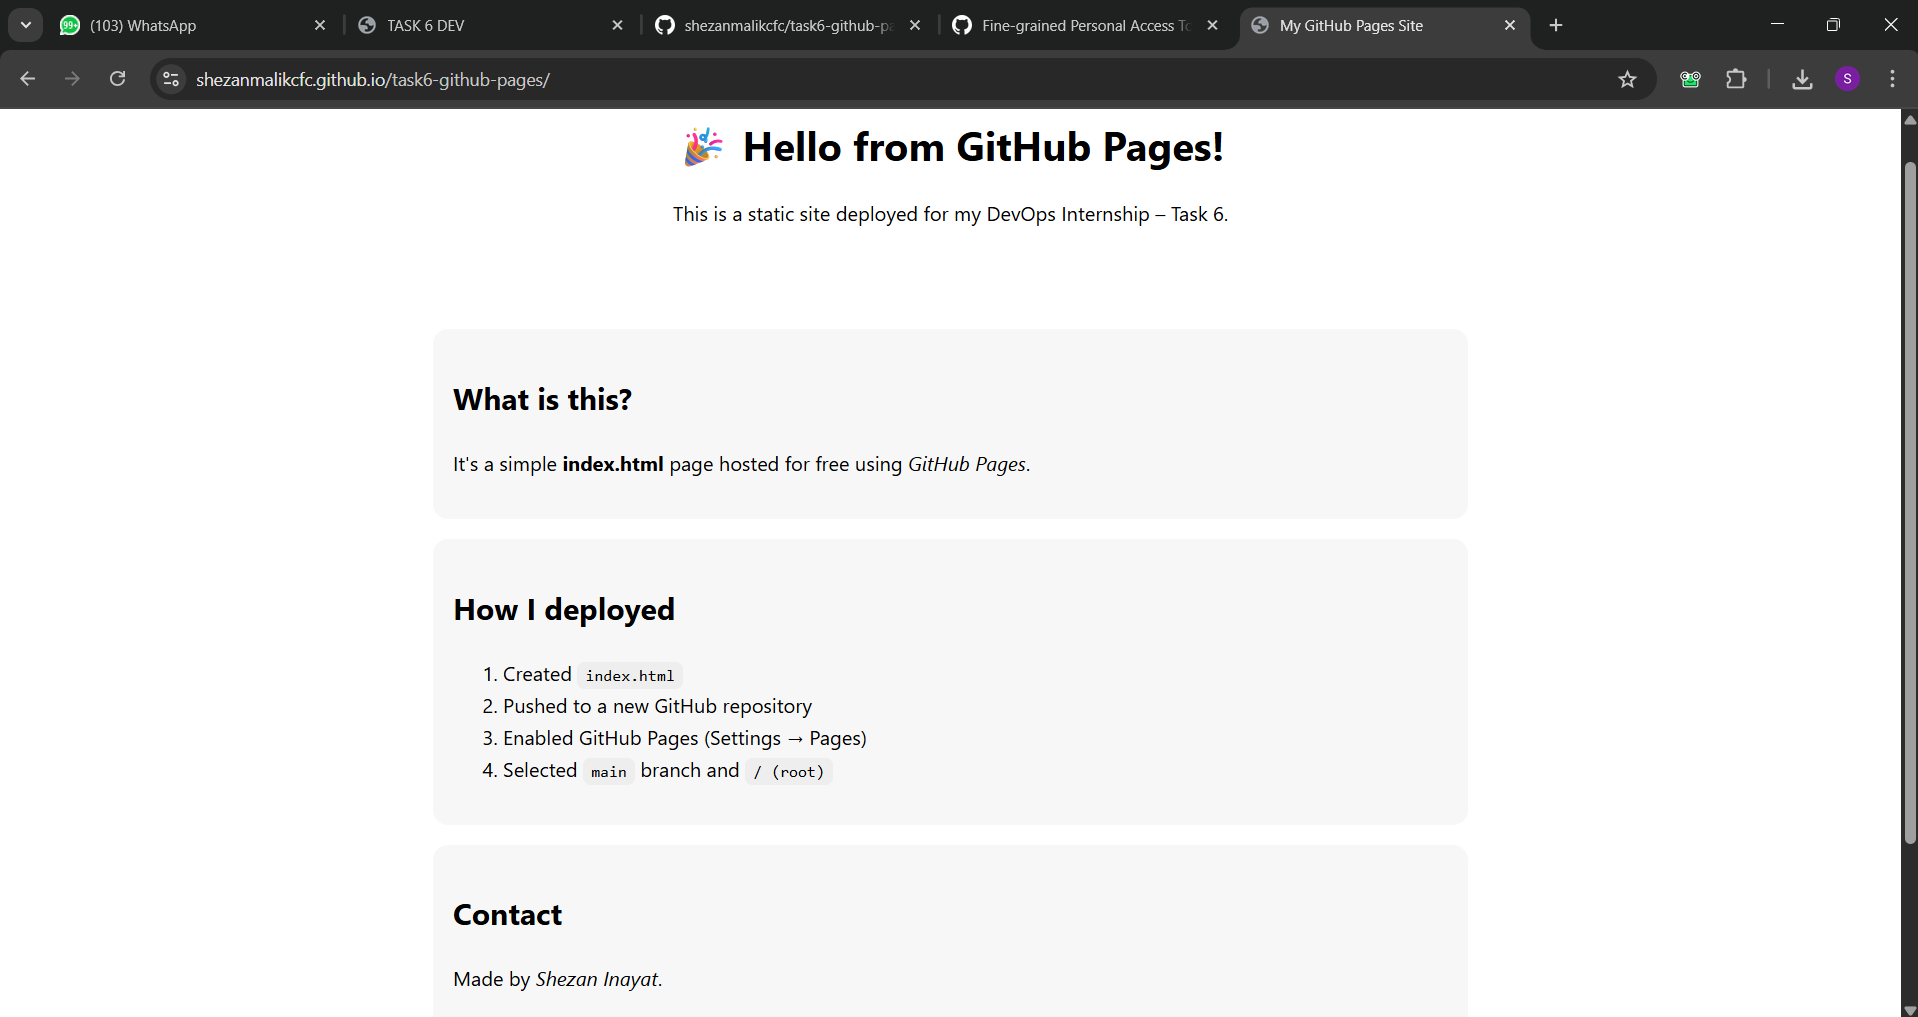 99+
(103) WhatsApp
TASK 6 DEV
shezanmalikcfc/task6-github-pa
Fine-grained Personal Access To
My GitHub Pages Site
shezanmalikcfc.github.io/task6-github-pages/
S
Hello from GitHub Pages!
This is a static site deployed for my DevOps Internship – Task 6.
What is this?
It's a simple index.html page hosted for free using GitHub Pages.
How I deployed
1. Created index.html
2. Pushed to a new GitHub repository
3. Enabled GitHub Pages (Settings → Pages)
4. Selected main branch and / (root)
Contact
Made by Shezan Inayat.